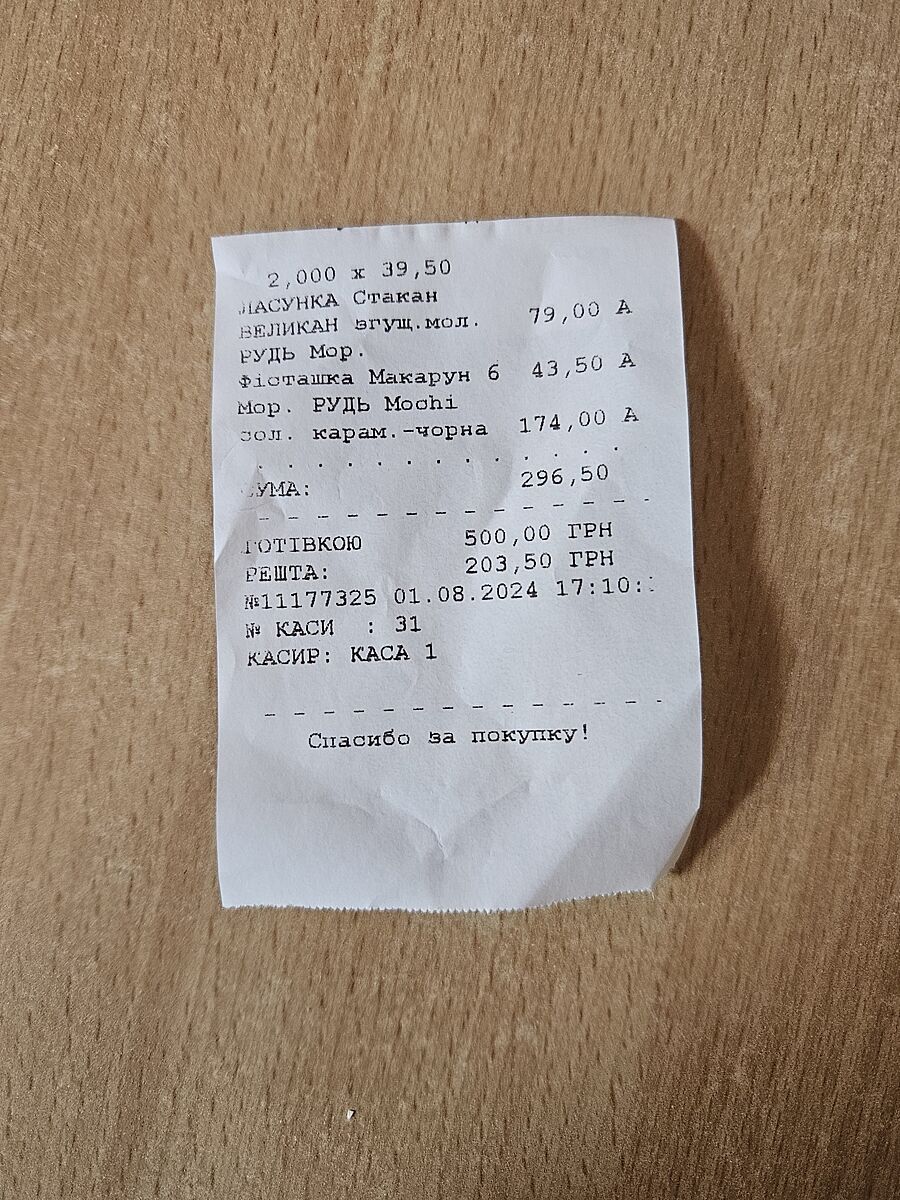 2,000 x 39,50
ЛАСУНКА Стакан
ВЕЛИКАН згущ.мол. 79,00 А
РУДЬ Мор.
Фісташка Макарун 6 43,50 А
Мор. РУДЬ Mochi
сол. карам.-чорна 174,00 А
. . . . . . . . . . . . .
СУМА: 296,50
- - - - - - - - - - - - - -
ГОТІВКОЮ 500,00 ГРН
РЕШТА: 203,50 ГРН
№11177325 01.08.2024 17:10:
№ КАСИ : 31
КАСИР: КАСА 1
- - - - - - - - - - - - - -
Спасибо за покупку!